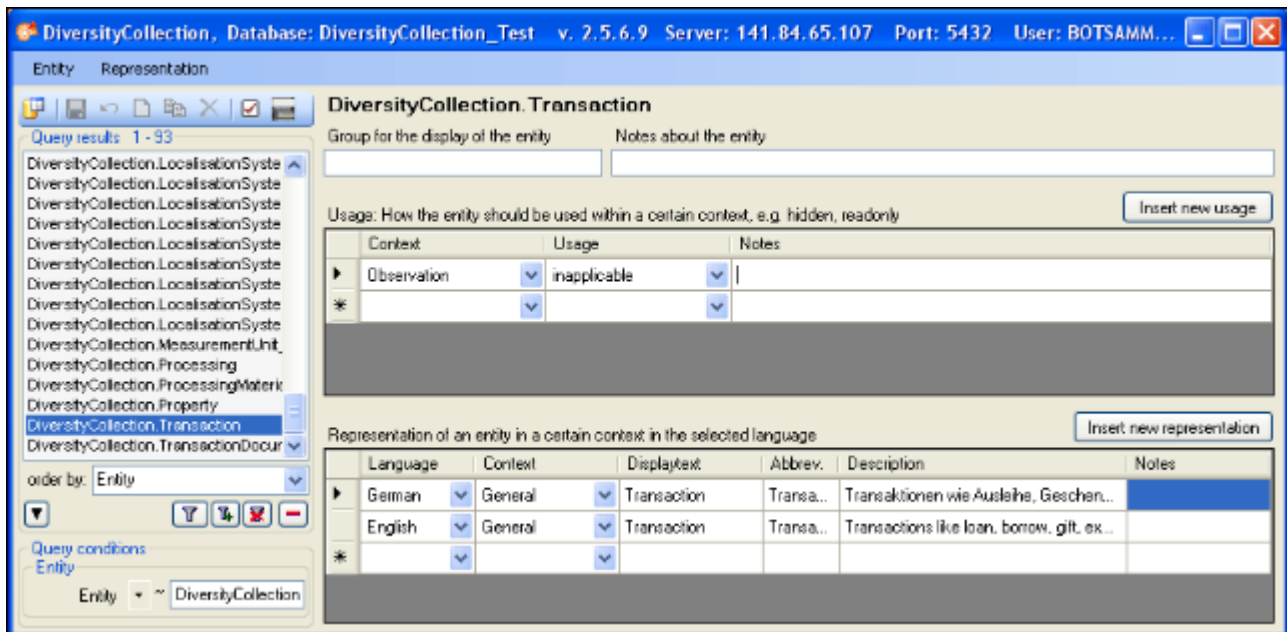 DiversityCollection, Database: DiversityCollection_Test v. 2.5.6.9 Server: 141.84.65.107 Port: 5432 User: BOTSAMM...
Entity Representation
Query results 1 - 93
DiversityCollection.LocalisationSyste
DiversityCollection.LocalisationSyste
DiversityCollection.LocalisationSyste
DiversityCollection.LocalisationSyste
DiversityCollection.LocalisationSyste
DiversityCollection.LocalisationSyste
DiversityCollection.LocalisationSyste
DiversityCollection.LocalisationSyste
DiversityCollection.LocalisationSyste
DiversityCollection.MeasurementUnit_
DiversityCollection.Processing
DiversityCollection.ProcessingMateria
DiversityCollection.Property
DiversityCollection.Transaction
DiversityCollection.TransactionDocur
order by: Entity
Query conditions
Entity
Entity ~ DiversityCollection
DiversityCollection.Transaction
Group for the display of the entity Notes about the entity
Usage: How the entity should be used within a certain context, e.g. hidden, readonly Insert new usage
Context Usage Notes
Observation inapplicable
Representation of an entity in a certain context in the selected language Insert new representation
Language Context Displaytext Abbrev. Description Notes
German General Transaction Transa... Transaktionen wie Ausleihe, Geschen...
English General Transaction Transa... Transactions like loan, borrow, gift, ex...